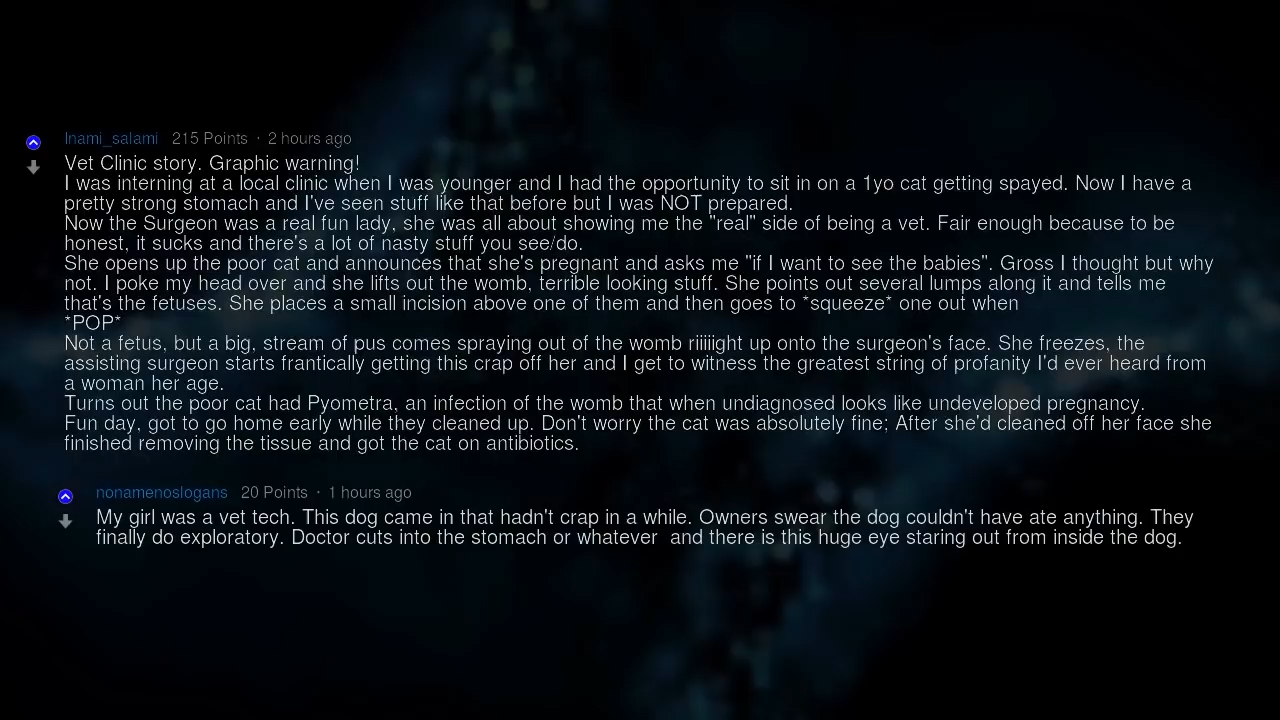 Inami_salami 215 Points · 2 hours ago
Vet Clinic story. Graphic warning!
I was interning at a local clinic when I was younger and I had the opportunity to sit in on a 1yo cat getting spayed. Now I have a
pretty strong stomach and I've seen stuff like that before but I was NOT prepared.
Now the Surgeon was a real fun lady, she was all about showing me the "real" side of being a vet. Fair enough because to be
honest, it sucks and there's a lot of nasty stuff you see/do.
She opens up the poor cat and announces that she's pregnant and asks me "if I want to see the babies". Gross I thought but why
not. I poke my head over and she lifts out the womb, terrible looking stuff. She points out several lumps along it and tells me
that's the fetuses. She places a small incision above one of them and then goes to *squeeze* one out when
*POP*
Not a fetus, but a big, stream of pus comes spraying out of the womb riiiiight up onto the surgeon's face. She freezes, the
assisting surgeon starts frantically getting this crap off her and I get to witness the greatest string of profanity I'd ever heard from
a woman her age.
Turns out the poor cat had Pyometra, an infection of the womb that when undiagnosed looks like undeveloped pregnancy.
Fun day, got to go home early while they cleaned up. Don't worry the cat was absolutely fine; After she'd cleaned off her face she
finished removing the tissue and got the cat on antibiotics.
nonamenoslogans 20 Points · 1 hours ago
My girl was a vet tech. This dog came in that hadn't crap in a while. Owners swear the dog couldn't have ate anything. They
finally do exploratory. Doctor cuts into the stomach or whatever  and there is this huge eye staring out from inside the dog.